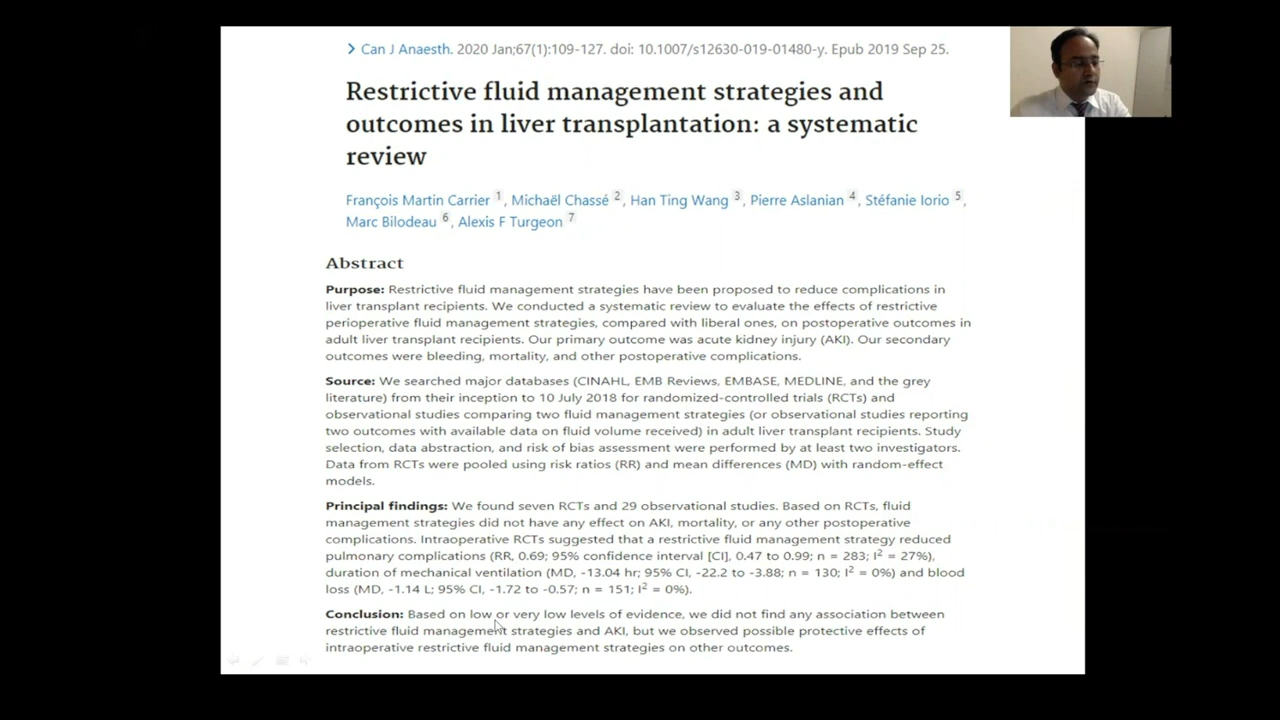 Can J Anaesth. 2020 Jan;67(1):109-127. doi: 10.1007/s12630-019-01480-y. Epub 2019 Sep 25.
Restrictive fluid management strategies and
outcomes in liver transplantation: a systematic
review
François Martin Carrier 1, Michaël Chassé 2, Han Ting Wang 3, Pierre Aslanian 4, Stéfanie Iorio 5,
Marc Bilodeau 6, Alexis F Turgeon 7
Abstract
Purpose: Restrictive fluid management strategies have been proposed to reduce complications in
liver transplant recipients. We conducted a systematic review to evaluate the effects of restrictive
perioperative fluid management strategies, compared with liberal ones, on postoperative outcomes in
adult liver transplant recipients. Our primary outcome was acute kidney injury (AKI). Our secondary
outcomes were bleeding, mortality, and other postoperative complications.
Source: We searched major databases (CINAHL, EMB Reviews, EMBASE, MEDLINE, and the grey
literature) from their inception to 10 July 2018 for randomized-controlled trials (RCTs) and
observational studies comparing two fluid management strategies (or observational studies reporting
two outcomes with available data on fluid volume received) in adult liver transplant recipients. Study
selection, data abstraction, and risk of bias assessment were performed by at least two investigators.
Data from RCTs were pooled using risk ratios (RR) and mean differences (MD) with random-effect
models.
Principal findings: We found seven RCTs and 29 observational studies. Based on RCTs, fluid
management strategies did not have any effect on AKI, mortality, or any other postoperative
complications. Intraoperative RCTs suggested that a restrictive fluid management strategy reduced
pulmonary complications (RR, 0.69; 95% confidence interval [CI], 0.47 to 0.99; n = 283; I2 = 27%),
duration of mechanical ventilation (MD, -13.04 hr; 95% CI, -22.2 to -3.88; n = 130; I2 = 0%) and blood
loss (MD, -1.14 L; 95% CI, -1.72 to -0.57; n = 151; I2 = 0%).
Conclusion: Based on low or very low levels of evidence, we did not find any association between
restrictive fluid management strategies and AKI, but we observed possible protective effects of
intraoperative restrictive fluid management strategies on other outcomes.